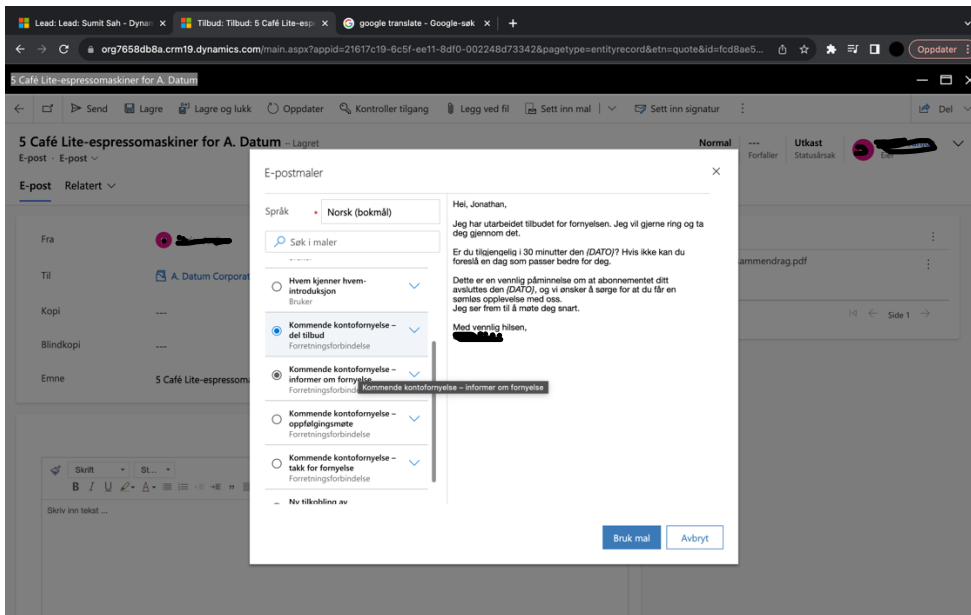 Lead: Lead: Sumit Sah - Dynan
Tilbud: Tilbud: 5 Café Lite-esp
google translate - Google-søk
org7658db8a.crm19.dynamics.com/main.aspx?appid=21617c19-6c5f-ee11-8df0-002248d73342&pagetype=entityrecord&etn=quote&id=fcd8ae5...
Oppdater
5 Café Lite-espressomaskiner for A. Datum
Send Lagre Lagre og lukk Oppdater Kontroller tilgang Legg ved fil Sett inn mal Sett inn signatur Del
5 Café Lite-espressomaskiner for A. Datum - Lagret
E-post · E-post
Normal
---
Forfaller
Utkast
Statusårsak
Eier
E-post Relatert
Fra
Til
A. Datum Corporat
Kopi
---
Blindkopi
---
Emne
5 Café Lite-espressom
Skrift
St...
B I U
Skriv inn tekst ...
ammendrag.pdf
Side 1
E-postmaler
Språk
*
Norsk (bokmål)
Søk i maler
Hvem kjenner hvem-
introduksjon
Bruker
Kommende kontofornyelse –
del tilbud
Forretningsforbindelse
Kommende kontofornyelse –
informer om fornyelse
Forretningsforbinde
Kommende kontofornyelse – informer om fornyelse
Kommende kontofornyelse –
oppfølgingsmøte
Forretningsforbindelse
Kommende kontofornyelse –
takk for fornyelse
Forretningsforbindelse
Ny tilkobling av
Hei, Jonathan,
Jeg har utarbeidet tilbudet for fornyelsen. Jeg vil gjerne ring og ta
deg gjennom det.
Er du tilgjengelig i 30 minutter den {DATO}? Hvis ikke kan du
foreslå en dag som passer bedre for deg.
Dette er en vennlig påminnelse om at abonnementet ditt
avsluttes den {DATO}, og vi ønsker å sørge for at du får en
sømløs opplevelse med oss.
Jeg ser frem til å møte deg snart.
Med vennlig hilsen,
Bruk mal
Avbryt